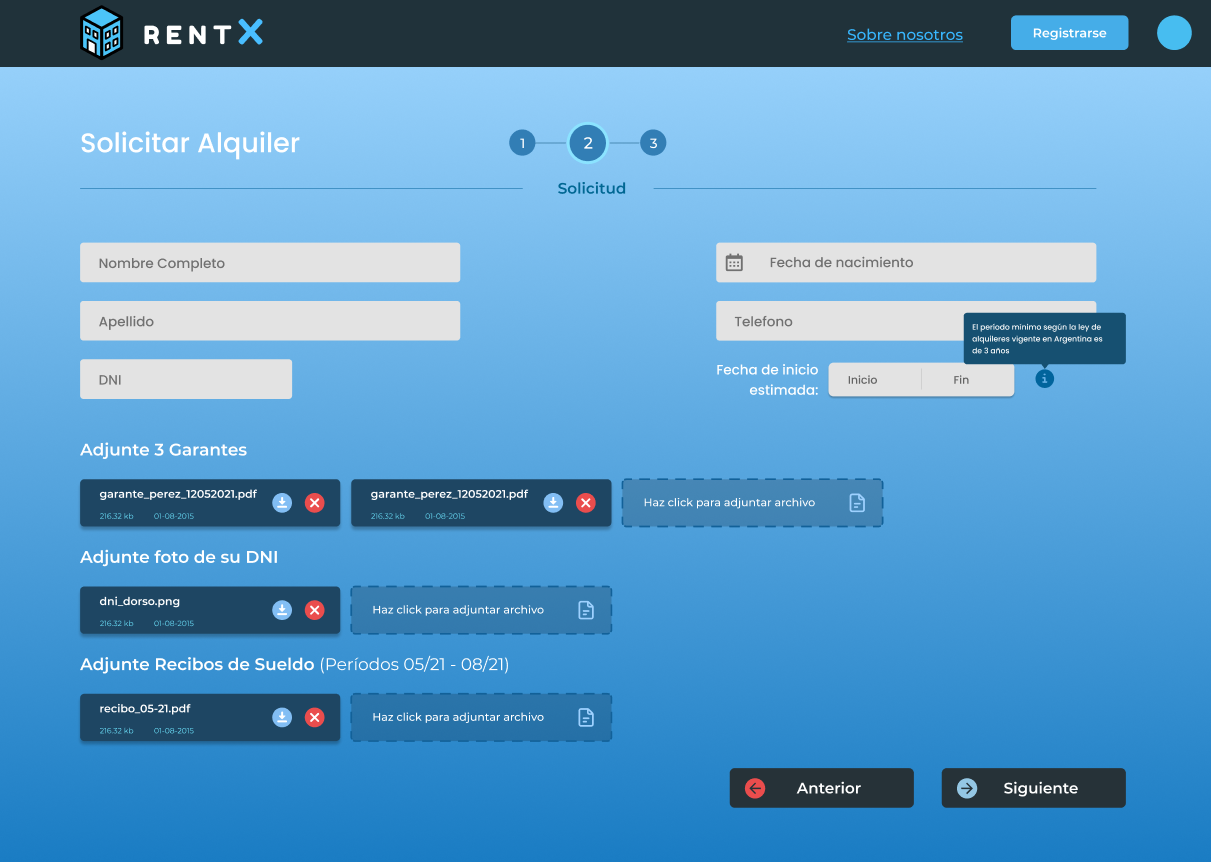 RENTX
Sobre nosotros
Registrarse
Solicitar Alquiler
1
2
3
Solicitud
Nombre Completo
Fecha de nacimiento
Apellido
Telefono
El periodo mínimo según la ley de
alquileres vigente en Argentina es
de 3 años
DNI
Fecha de inicio
estimada:
Inicio
Fin
i
Adjunte 3 Garantes
garante_perez_12052021.pdf
216.32 kb 01-08-2015
garante_perez_12052021.pdf
216.32 kb 01-08-2015
Haz click para adjuntar archivo
Adjunte foto de su DNI
dni_dorso.png
216.32 kb 01-08-2015
Haz click para adjuntar archivo
Adjunte Recibos de Sueldo (Períodos 05/21 - 08/21)
recibo_05-21.pdf
216.32 kb 01-08-2015
Haz click para adjuntar archivo
Anterior
Siguiente